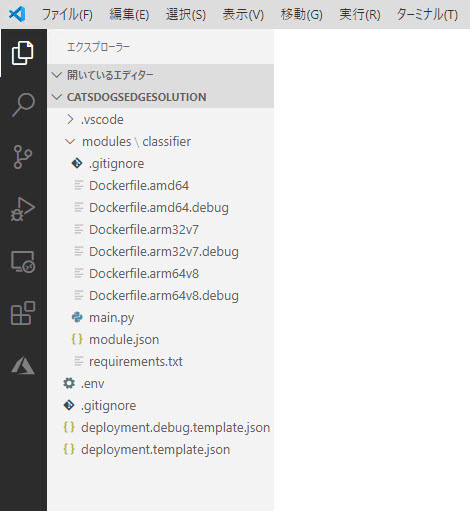 ファイル(F) 編集(E) 選択(S) 表示(V) 移動(G) 実行(R) ターミナル(T)
エクスプローラー
開いているエディター
CATSDOGSEDGESOLUTION
.vscode
modules \ classifier
.gitignore
Dockerfile.amd64
Dockerfile.amd64.debug
Dockerfile.arm32v7
Dockerfile.arm32v7.debug
Dockerfile.arm64v8
Dockerfile.arm64v8.debug
main.py
module.json
requirements.txt
.env
.gitignore
deployment.debug.template.json
deployment.template.json